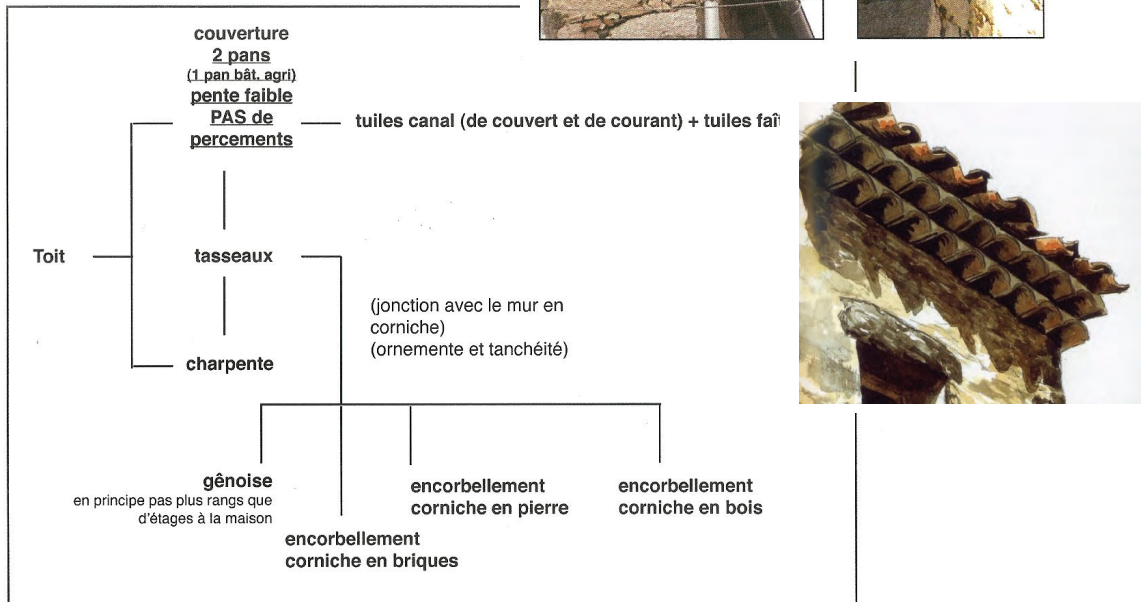 couverture
2 pans
(1 pan bât. agri)
pente faible
PAS de
percements
tuiles canal (de couvert et de courant) + tuiles faî
Toit
tasseaux
(jonction avec le mur en
corniche)
(ornemente et tanchéité)
charpente
gênoise
en principe pas plus rangs que
d'étages à la maison
encorbellement
corniche en briques
encorbellement
corniche en pierre
encorbellement
corniche en bois